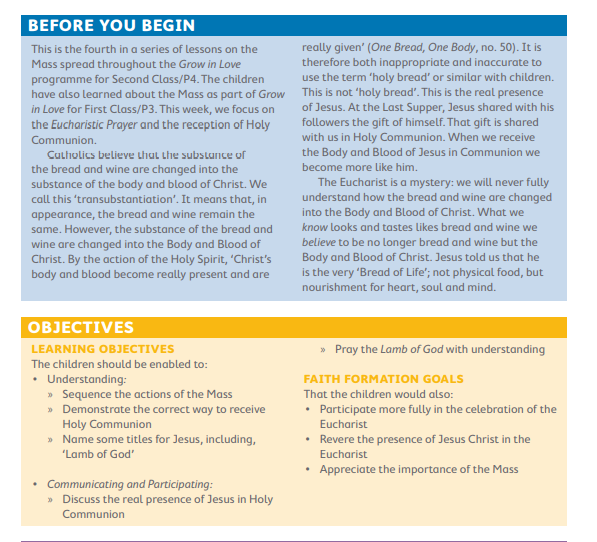 BEFORE YOU BEGIN
This is the fourth in a series of lessons on the
Mass spread throughout the Grow in Love
programme for Second Class/P4. The children
have also learned about the Mass as part of Grow
in Love for First Class/P3. This week, we focus on
the Eucharistic Prayer and the reception of Holy
Communion.
Catholics believe that the substance of
the bread and wine are changed into the
substance of the body and blood of Christ. We
call this ‘transubstantiation’. It means that, in
appearance, the bread and wine remain the
same. However, the substance of the bread and
wine are changed into the Body and Blood of
Christ. By the action of the Holy Spirit, ‘Christ’s
body and blood become really present and are
really given’ (One Bread, One Body, no. 50). It is
therefore both inappropriate and inaccurate to
use the term ‘holy bread’ or similar with children.
This is not ‘holy bread’. This is the real presence
of Jesus. At the Last Supper, Jesus shared with his
followers the gift of himself. That gift is shared
with us in Holy Communion. When we receive
the Body and Blood of Jesus in Communion we
become more like him.
The Eucharist is a mystery: we will never fully
understand how the bread and wine are changed
into the Body and Blood of Christ. What we
know looks and tastes like bread and wine we
believe to be no longer bread and wine but the
Body and Blood of Christ. Jesus told us that he
is the very ‘Bread of Life’; not physical food, but
nourishment for heart, soul and mind.
OBJECTIVES
LEARNING OBJECTIVES
The children should be enabled to:
• Understanding:
» Sequence the actions of the Mass
» Demonstrate the correct way to receive
Holy Communion
» Name some titles for Jesus, including,
‘Lamb of God’
• Communicating and Participating:
» Discuss the real presence of Jesus in Holy
Communion
» Pray the Lamb of God with understanding
FAITH FORMATION GOALS
That the children would also:
• Participate more fully in the celebration of the
Eucharist
• Revere the presence of Jesus Christ in the
Eucharist
• Appreciate the importance of the Mass